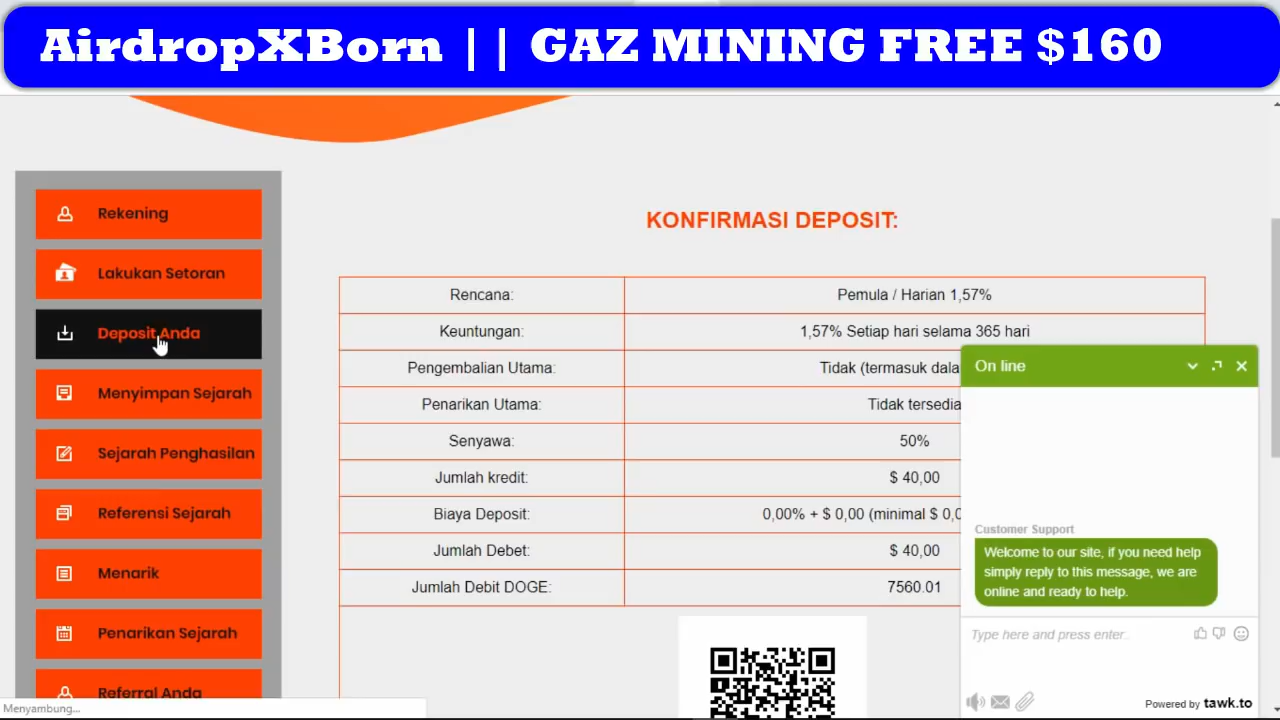 AirdropXBorn || GAZ MINING FREE $160
Rekening
Lakukan Setoran
Deposit Anda
Menyimpan Sejarah
Sejarah Penghasilan
Referensi Sejarah
Menarik
Penarikan Sejarah
Referral Anda
KONFIRMASI DEPOSIT:
Rencana: Pemula / Harian 1,57%
Keuntungan: 1,57% Setiap hari selama 365 hari
Pengembalian Utama: Tidak (termasuk dala
Penarikan Utama: Tidak tersedia
Senyawa: 50%
Jumlah kredit: $ 40,00
Biaya Deposit: 0,00% + $ 0,00 (minimal $ 0,0
Jumlah Debet: $ 40,00
Jumlah Debit DOGE: 7560.01
On line
Customer Support
Welcome to our site, if you need help
simply reply to this message, we are
online and ready to help.
Type here and press enter..
Powered by tawk.to
Menyambung...